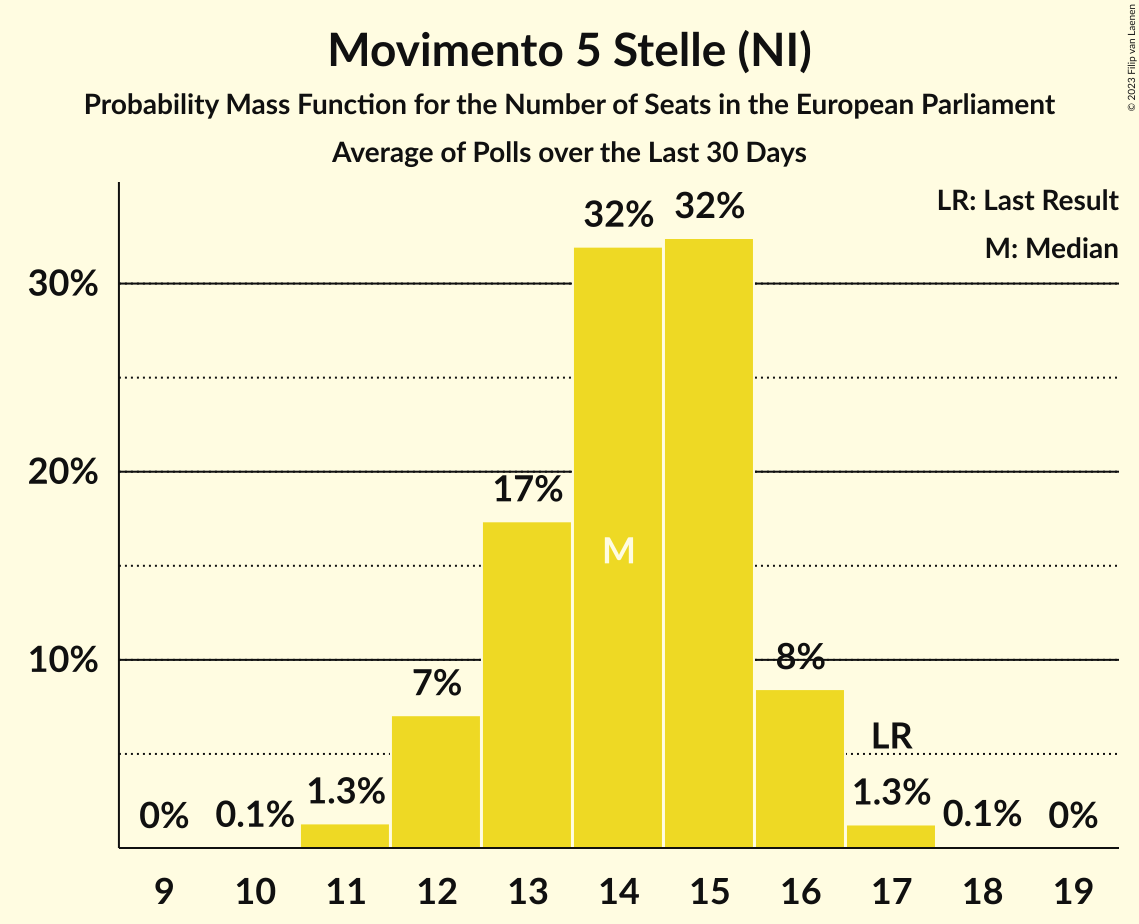 Movimento 5 Stelle (NI)
Probability Mass Function for the Number of Seats in the European Parliament
Average of Polls over the Last 30 Days
© 2023 Filip van Laenen
LR: Last Result
M: Median
30%
20%
10%
0%
0.1%
1.3%
7%
17%
32%
32%
8%
1.3%
0.1%
0%
M
LR
9 10 11 12 13 14 15 16 17 18 19